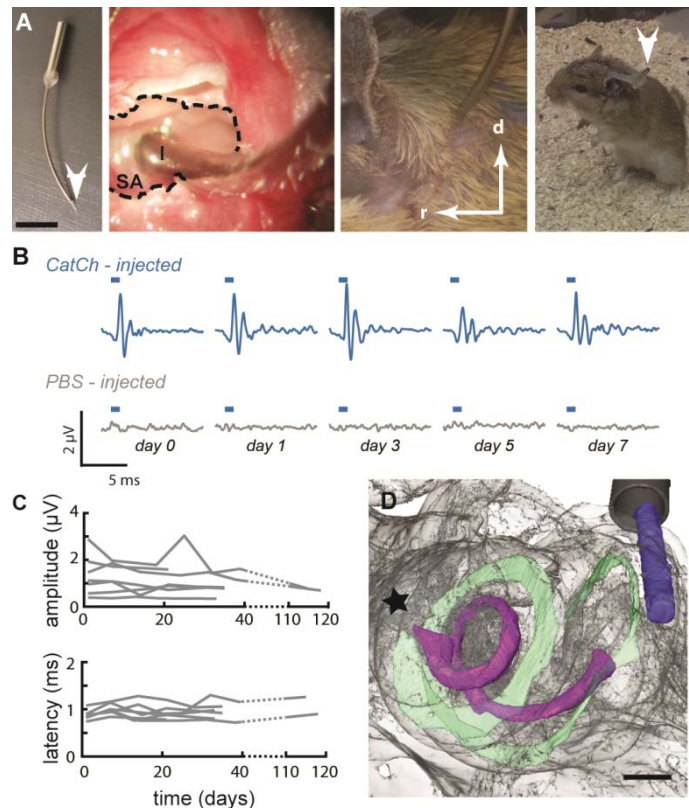 A
I
SA
d
r
B
CatCh - injected
PBS - injected
2 µV
day 0 day 1 day 3 day 5 day 7
5 ms
C
amplitude (µV)
4
2
0
0 20 40 110 120
latency (ms)
2
1
0
0 20 40 110 120
time (days)
D